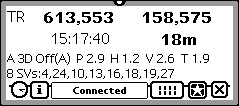 TR 613,553 158,575
15:17:40 18m
A 3D Off(A) P 2.9 H 1.2 V 2.6 T 1.9
8 SVs:4,24,10,13,16,18,19,27
Connected